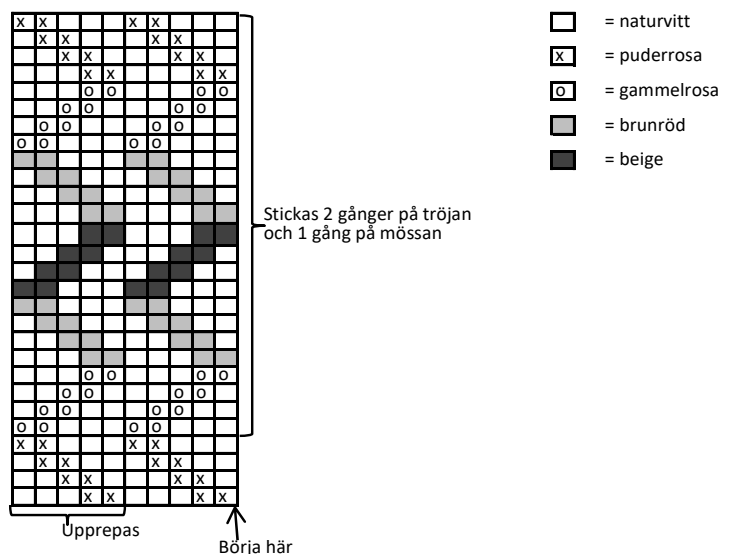 x x x x
x x x x
x x x x
x x x x
o o o o
o o o o
o o o o
o o o o
o o o o
o o o o
o o o o
o o o o
x x x x
x x x x
x x x x
x x x x
= naturvitt
x = puderrosa
o = gammelrosa
= brunröd
= beige
Stickas 2 gånger på tröjan
och 1 gång på mössan
Upprepas
Börja här